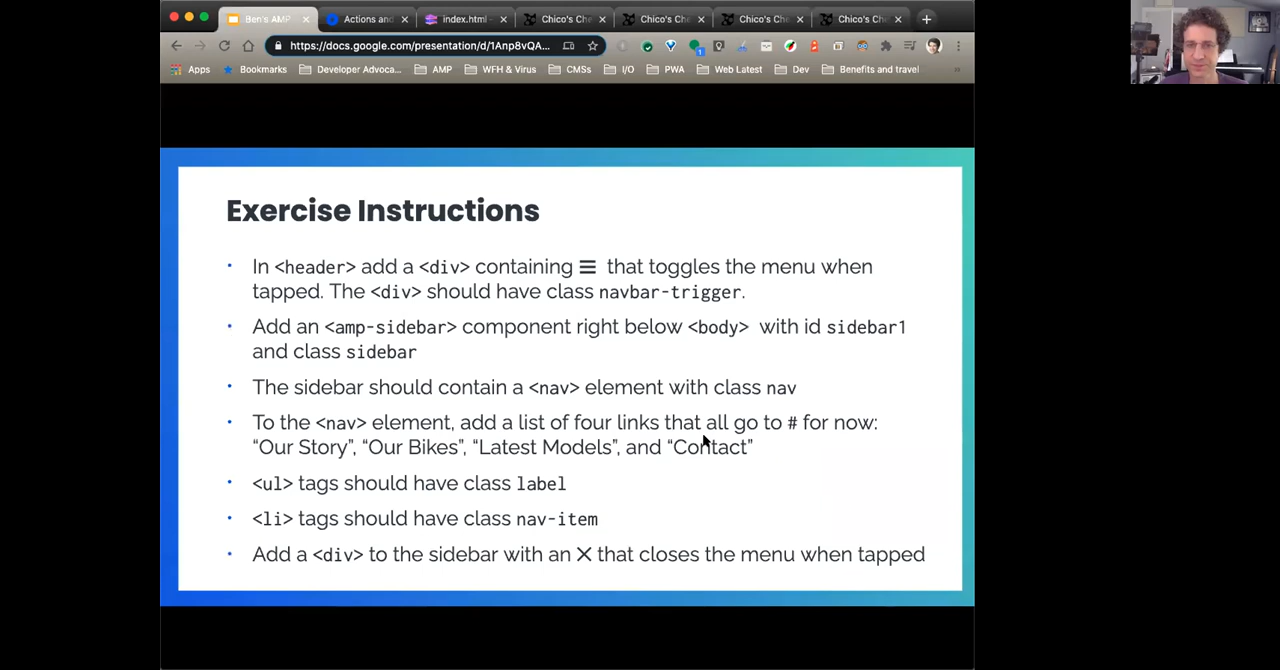 Ben's AMP
Actions and
index.html -
Chico's Che
Chico's Che
Chico's Che
Chico's Che
https://docs.google.com/presentation/d/1Anp8vQA...
1
Apps
Bookmarks
Developer Advoca...
AMP
WFH & Virus
CMSs
I/O
PWA
Web Latest
Dev
Benefits and travel
»
Exercise Instructions
• In <header> add a <div> containing ☰ that toggles the menu when
tapped. The <div> should have class navbar-trigger.
• Add an <amp-sidebar> component right below <body> with id sidebar1
and class sidebar
• The sidebar should contain a <nav> element with class nav
• To the <nav> element, add a list of four links that all go to # for now:
“Our Story”, “Our Bikes”, “Latest Models”, and “Contact”
• <ul> tags should have class label
• <li> tags should have class nav-item
• Add a <div> to the sidebar with an ✕ that closes the menu when tapped